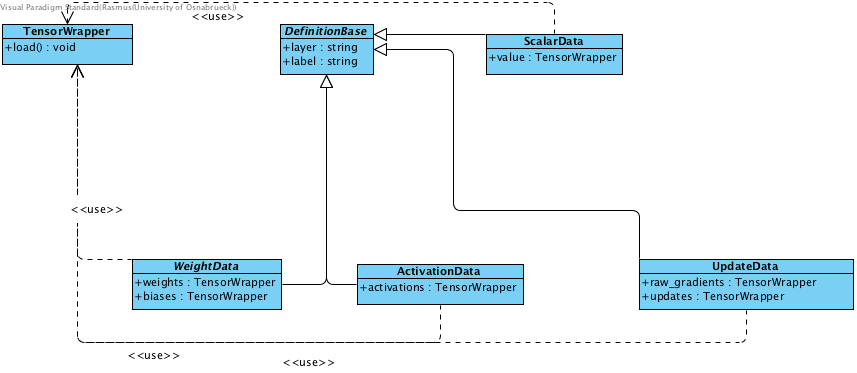 Visual Paradigm Standard(Rasmus(University of Osnabrueck))
<<use>>
TensorWrapper
+load() : void
DefinitionBase
+layer : string
+label : string
ScalarData
+value : TensorWrapper
<<use>>
WeightData
+weights : TensorWrapper
+biases : TensorWrapper
ActivationData
+activations : TensorWrapper
UpdateData
+raw_gradients : TensorWrapper
+updates : TensorWrapper
<<use>>
<<use>>